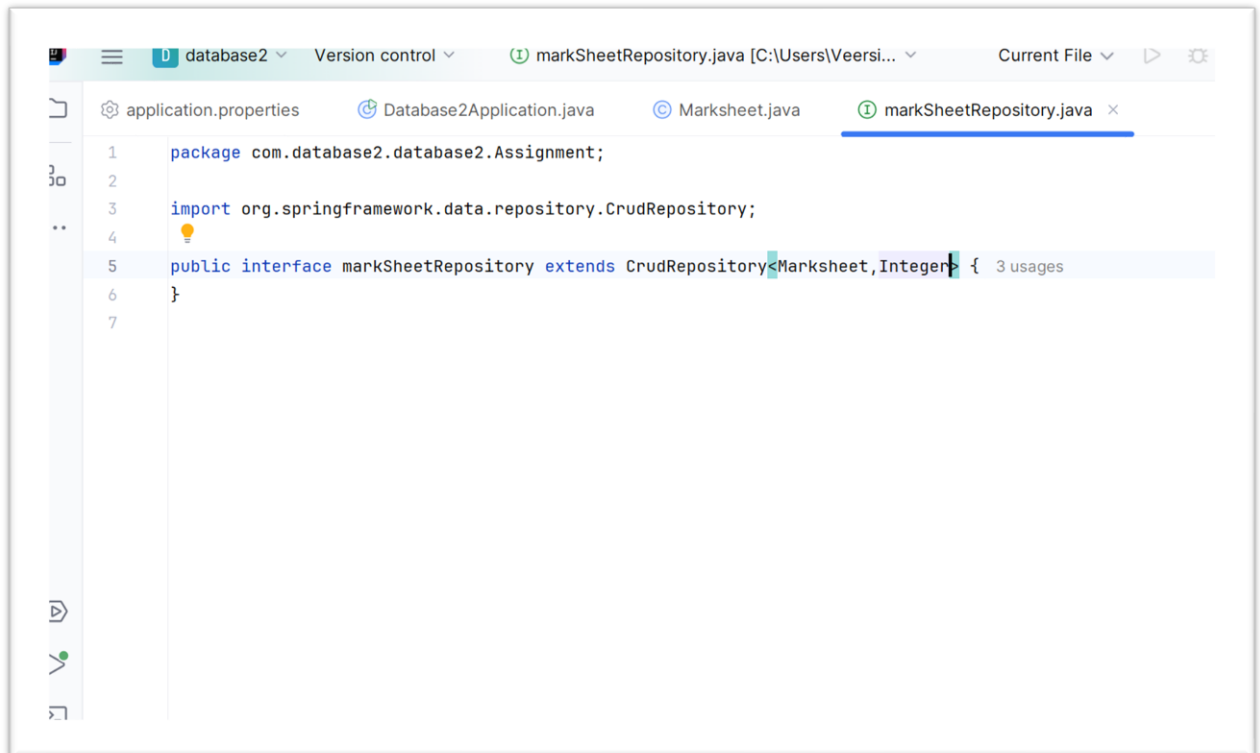 D database2 Version control markSheetRepository.java [C:\Users\Veersi... Current File
application.properties Database2Application.java Marksheet.java markSheetRepository.java
1 package com.database2.database2.Assignment;
2
3 import org.springframework.data.repository.CrudRepository;
4
5 public interface markSheetRepository extends CrudRepository<Marksheet,Integer> { 3 usages
6 }
7